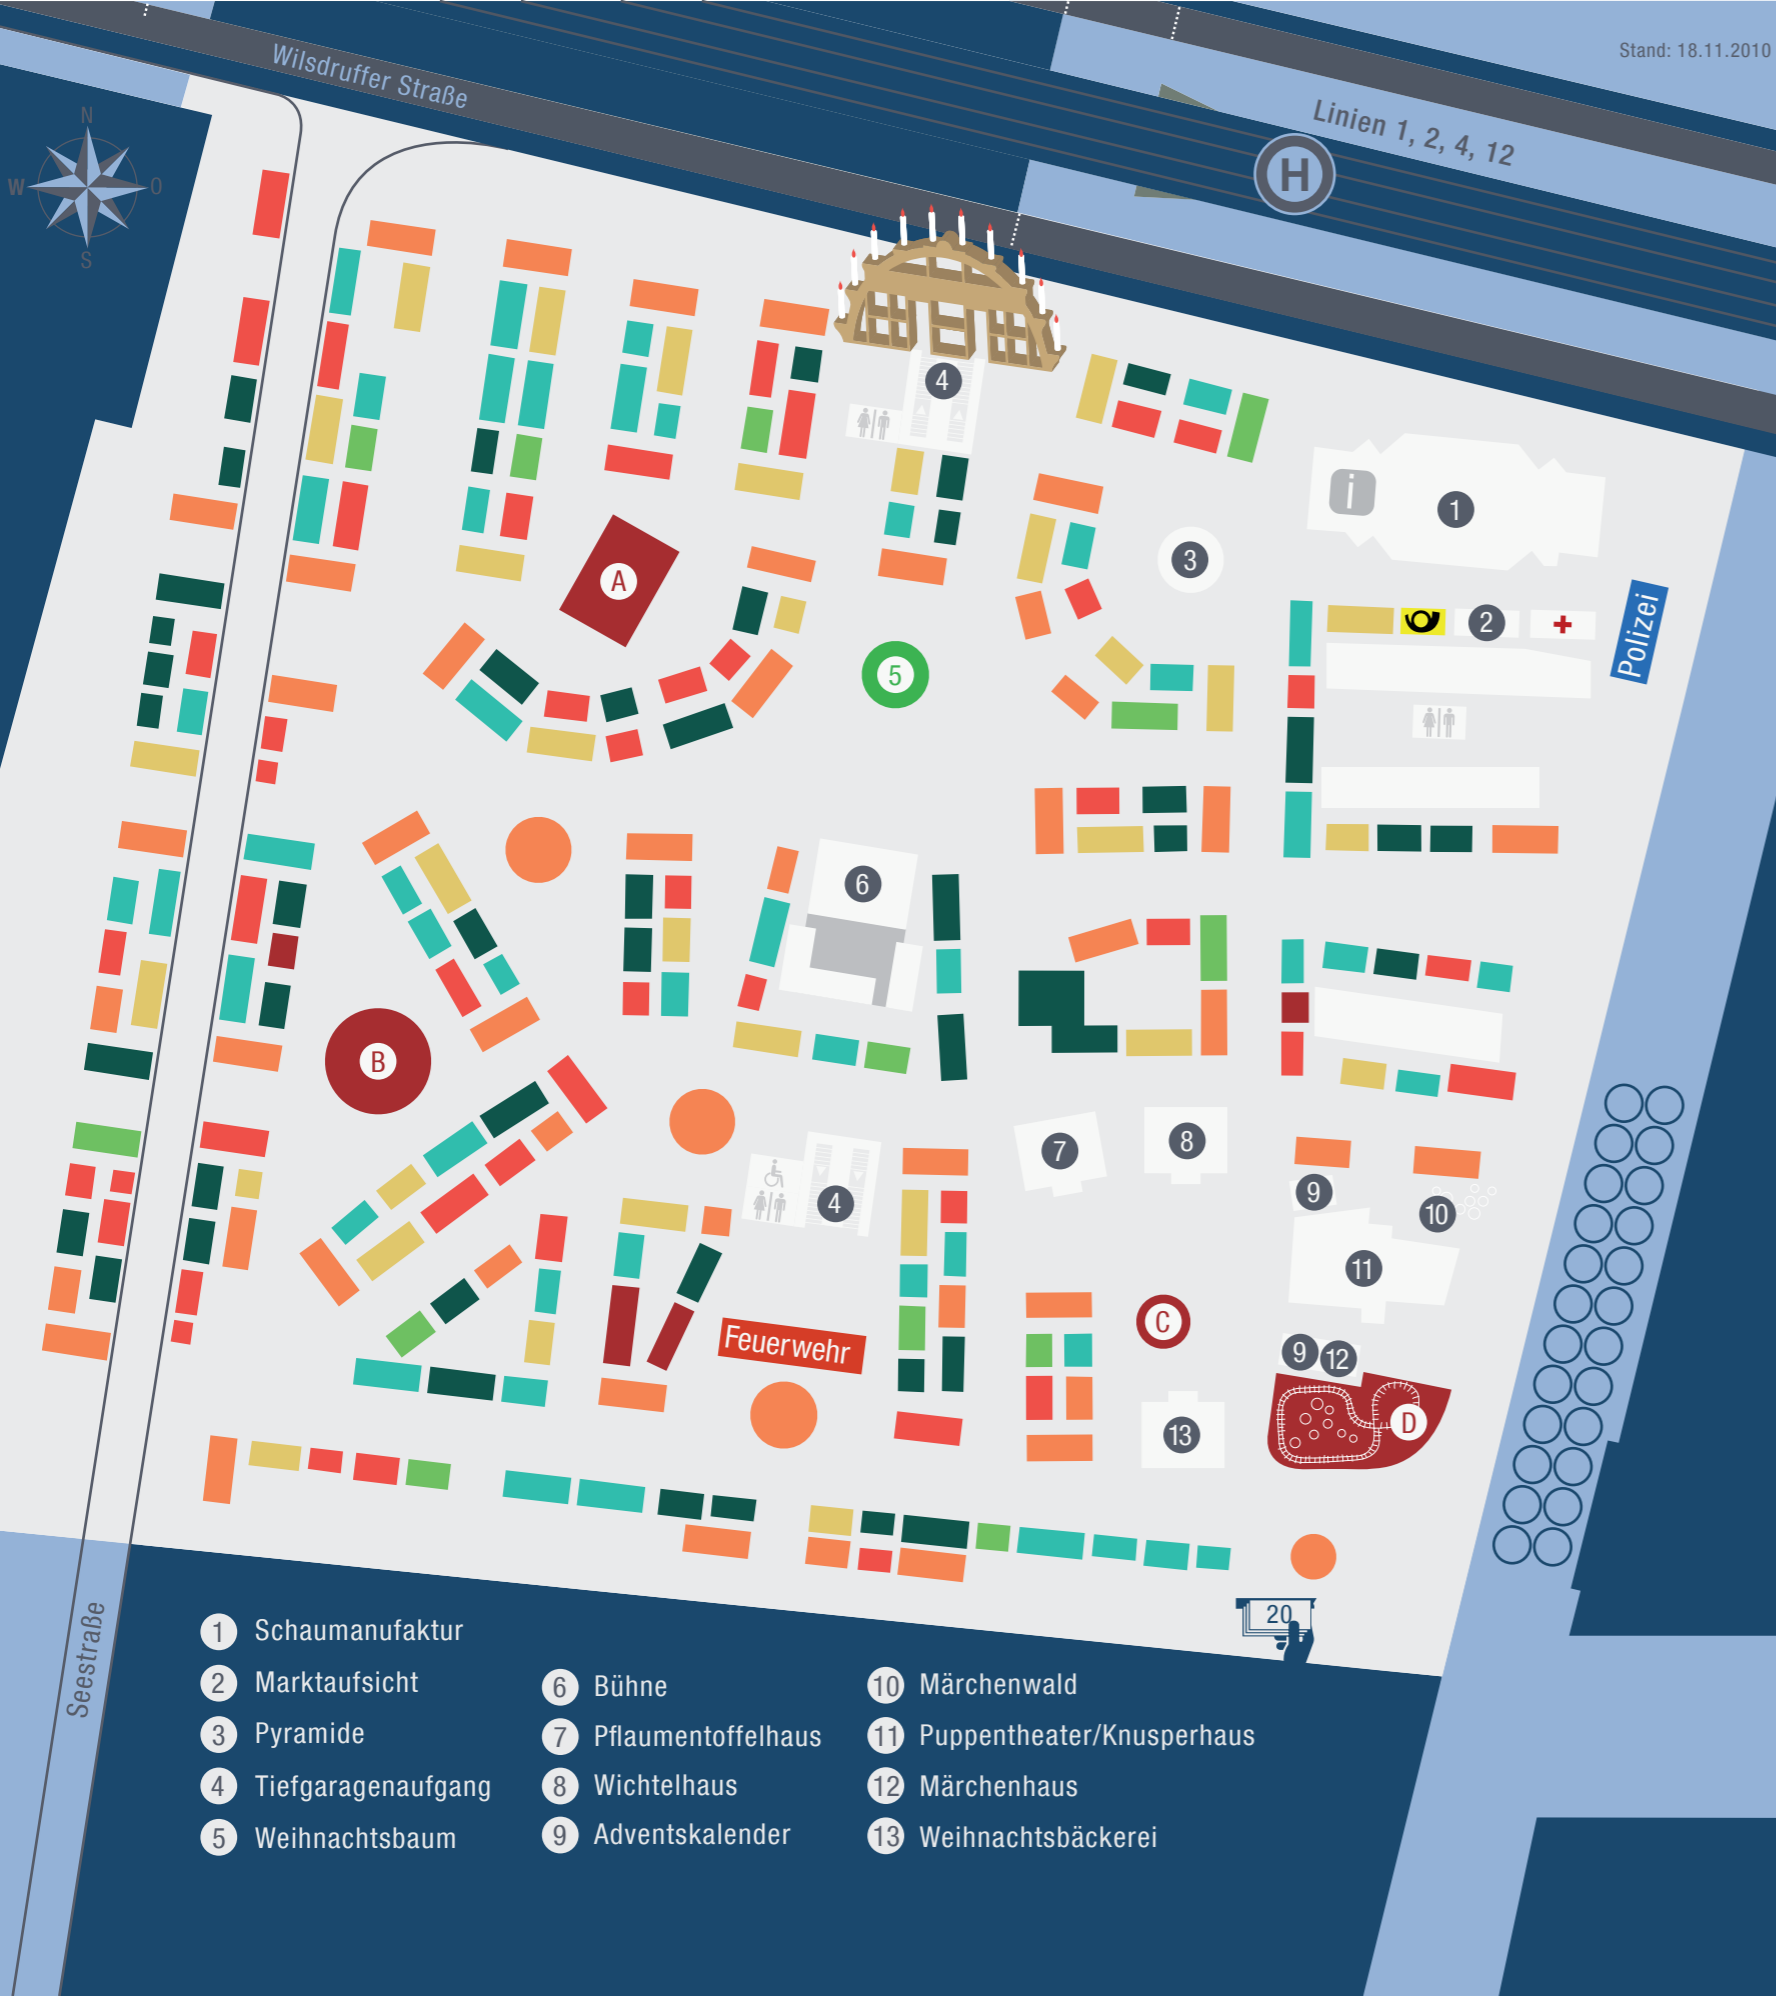 Stand: 18.11.2010
Wilsdruffer Straße
Linien 1, 2, 4, 12
H
N
W
O
S
4
i
1
3
A
2
Polizei
5
6
B
7
8
9
10
4
11
Feuerwehr
C
9
12
D
13
20
Seestraße
1 Schaumanufaktur
2 Marktaufsicht
3 Pyramide
4 Tiefgaragenaufgang
5 Weihnachtsbaum
6 Bühne
7 Pflaumentoffelhaus
8 Wichtelhaus
9 Adventskalender
10 Märchenwald
11 Puppentheater/Knusperhaus
12 Märchenhaus
13 Weihnachtsbäckerei